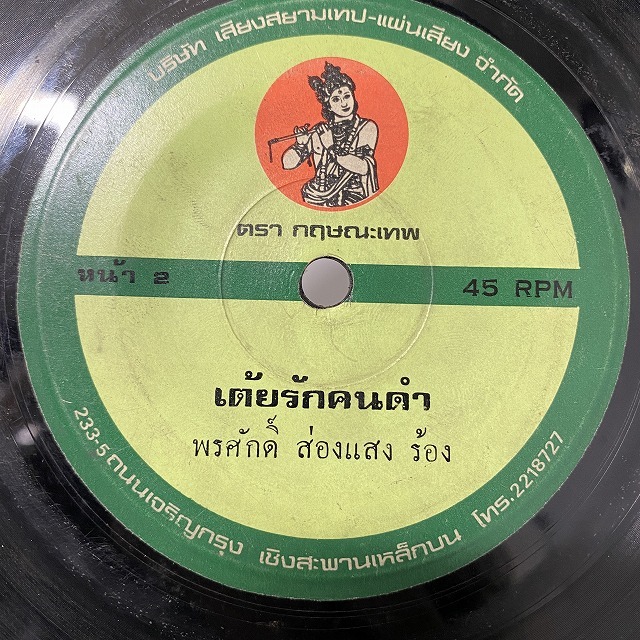 บริษัท เสียงสยามเทป-แผ่นเสียง จำกัด
ตรา กฤษณะเทพ
หน้า 2
45 RPM
เต้ยรักคนดำ
พรศักดิ์ ส่องแสง ร้อง
233-5 ถนนเจริญกรุง เชิงสะพานเหล็กบน โทร.2218727